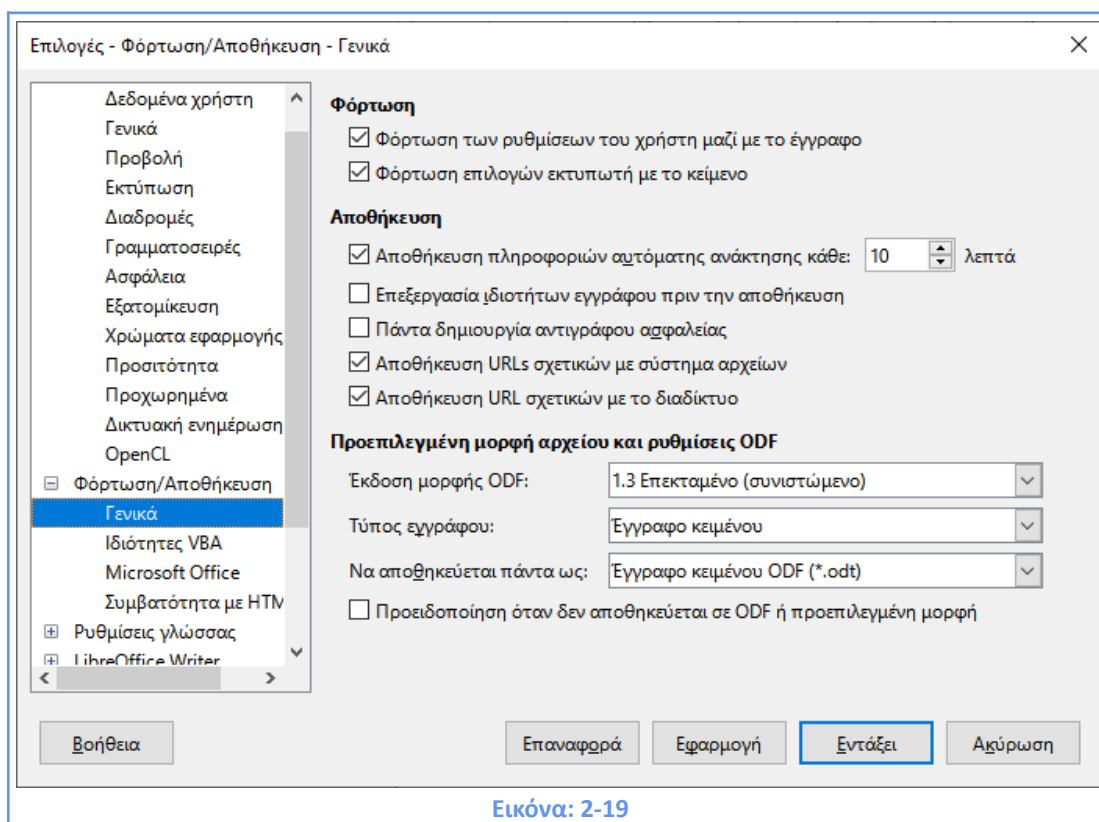 Επιλογές - Φόρτωση/Αποθήκευση - Γενικά
Δεδομένα χρήστη
Γενικά
Προβολή
Εκτύπωση
Διαδρομές
Γραμματοσειρές
Ασφάλεια
Εξατομίκευση
Χρώματα εφαρμογής
Προσιτότητα
Προχωρημένα
Δικτυακή ενημέρωση
OpenCL
Φόρτωση/Αποθήκευση
Γενικά
Ιδιότητες VBA
Microsoft Office
Συμβατότητα με HTM
Ρυθμίσεις γλώσσας
LibreOffice Writer
Φόρτωση
Φόρτωση των ρυθμίσεων του χρήστη μαζί με το έγγραφο
Φόρτωση επιλογών εκτυπωτή με το κείμενο
Αποθήκευση
Αποθήκευση πληροφοριών αυτόματης ανάκτησης κάθε: 10 λεπτά
Επεξεργασία ιδιοτήτων εγγράφου πριν την αποθήκευση
Πάντα δημιουργία αντιγράφου ασφαλείας
Αποθήκευση URLs σχετικών με σύστημα αρχείων
Αποθήκευση URL σχετικών με το διαδίκτυο
Προεπιλεγμένη μορφή αρχείου και ρυθμίσεις ODF
Έκδοση μορφής ODF: 1.3 Επεκταμένο (συνιστώμενο)
Τύπος εγγράφου: Έγγραφο κειμένου
Να αποθηκεύεται πάντα ως: Έγγραφο κειμένου ODF (*.odt)
Προειδοποίηση όταν δεν αποθηκεύεται σε ODF ή προεπιλεγμένη μορφή
Βοήθεια Επαναφορά Εφαρμογή Εντάξει Ακύρωση
Εικόνα: 2-19